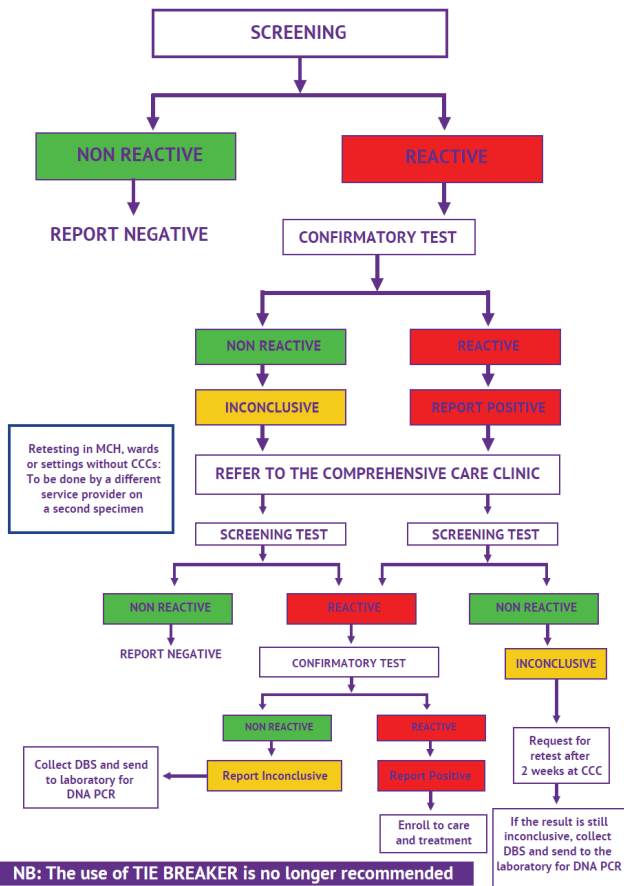 SCREENING
NON REACTIVE
REACTIVE
REPORT NEGATIVE
CONFIRMATORY TEST
NON REACTIVE
REACTIVE
INCONCLUSIVE
REPORT POSITIVE
Retesting in MCH, wards
or settings without CCCs:
To be done by a different
service provider on
a second specimen
REFER TO THE COMPREHENSIVE CARE CLINIC
SCREENING TEST
SCREENING TEST
NON REACTIVE
REACTIVE
NON REACTIVE
REPORT NEGATIVE
CONFIRMATORY TEST
INCONCLUSIVE
NON REACTIVE
REACTIVE
Request for
retest after
2 weeks at CCC
Collect DBS and send
to laboratory for
DNA PCR
Report Inconclusive
Report Positive
Enroll to care
and treatment
If the result is still
inconclusive, collect
DBS and send to the
laboratory for DNA PCR
NB: The use of TIE BREAKER is no longer recommended